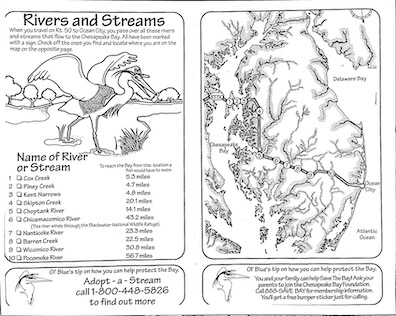 Rivers and Streams
When you travel on Rt. 50 to Ocean City, you pass over all these rivers
and streams that flow to the Chesapeake Bay. All have been marked
with a sign. Check off the ones you find and locate where you are on the
map on the opposite page.
Name of River
or Stream
To reach the Bay from this location a
fish would have to swim:
1 ❏ Cox Creek 5.3 miles
2 ❏ Piney Creek 4.7 miles
3 ❏ Kent Narrows 4.8 miles
4 ❏ Skipton Creek 20.1 miles
5 ❏ Choptank River 14.1 miles
6 ❏ Chicamacomico River 43.2 miles
(This river winds through the Blackwater National Wildlife Refuge)
7 ❏ Nanticoke River 23.3 miles
8 ❏ Barren Creek 22.5 miles
9 ❏ Wicomico River 30.8 miles
10 ❏ Pocomoke River 56.7 miles
Ol' Blue's tip on how you can help protect the Bay.
Adopt - a - Stream
call 1-800-448-5826
to find out more
Delaware Bay
Chesapeake
Bay
Ocean
City
Atlantic
Ocean
Ol' Blue's tip on how you can help protect the Bay.
You and your family can help Save The Bay! Ask your
parents to join the Chesapeake Bay Foundation.
Call 888-SAVE BAY for membership information.
You'll get a free bumper sticker just for calling.